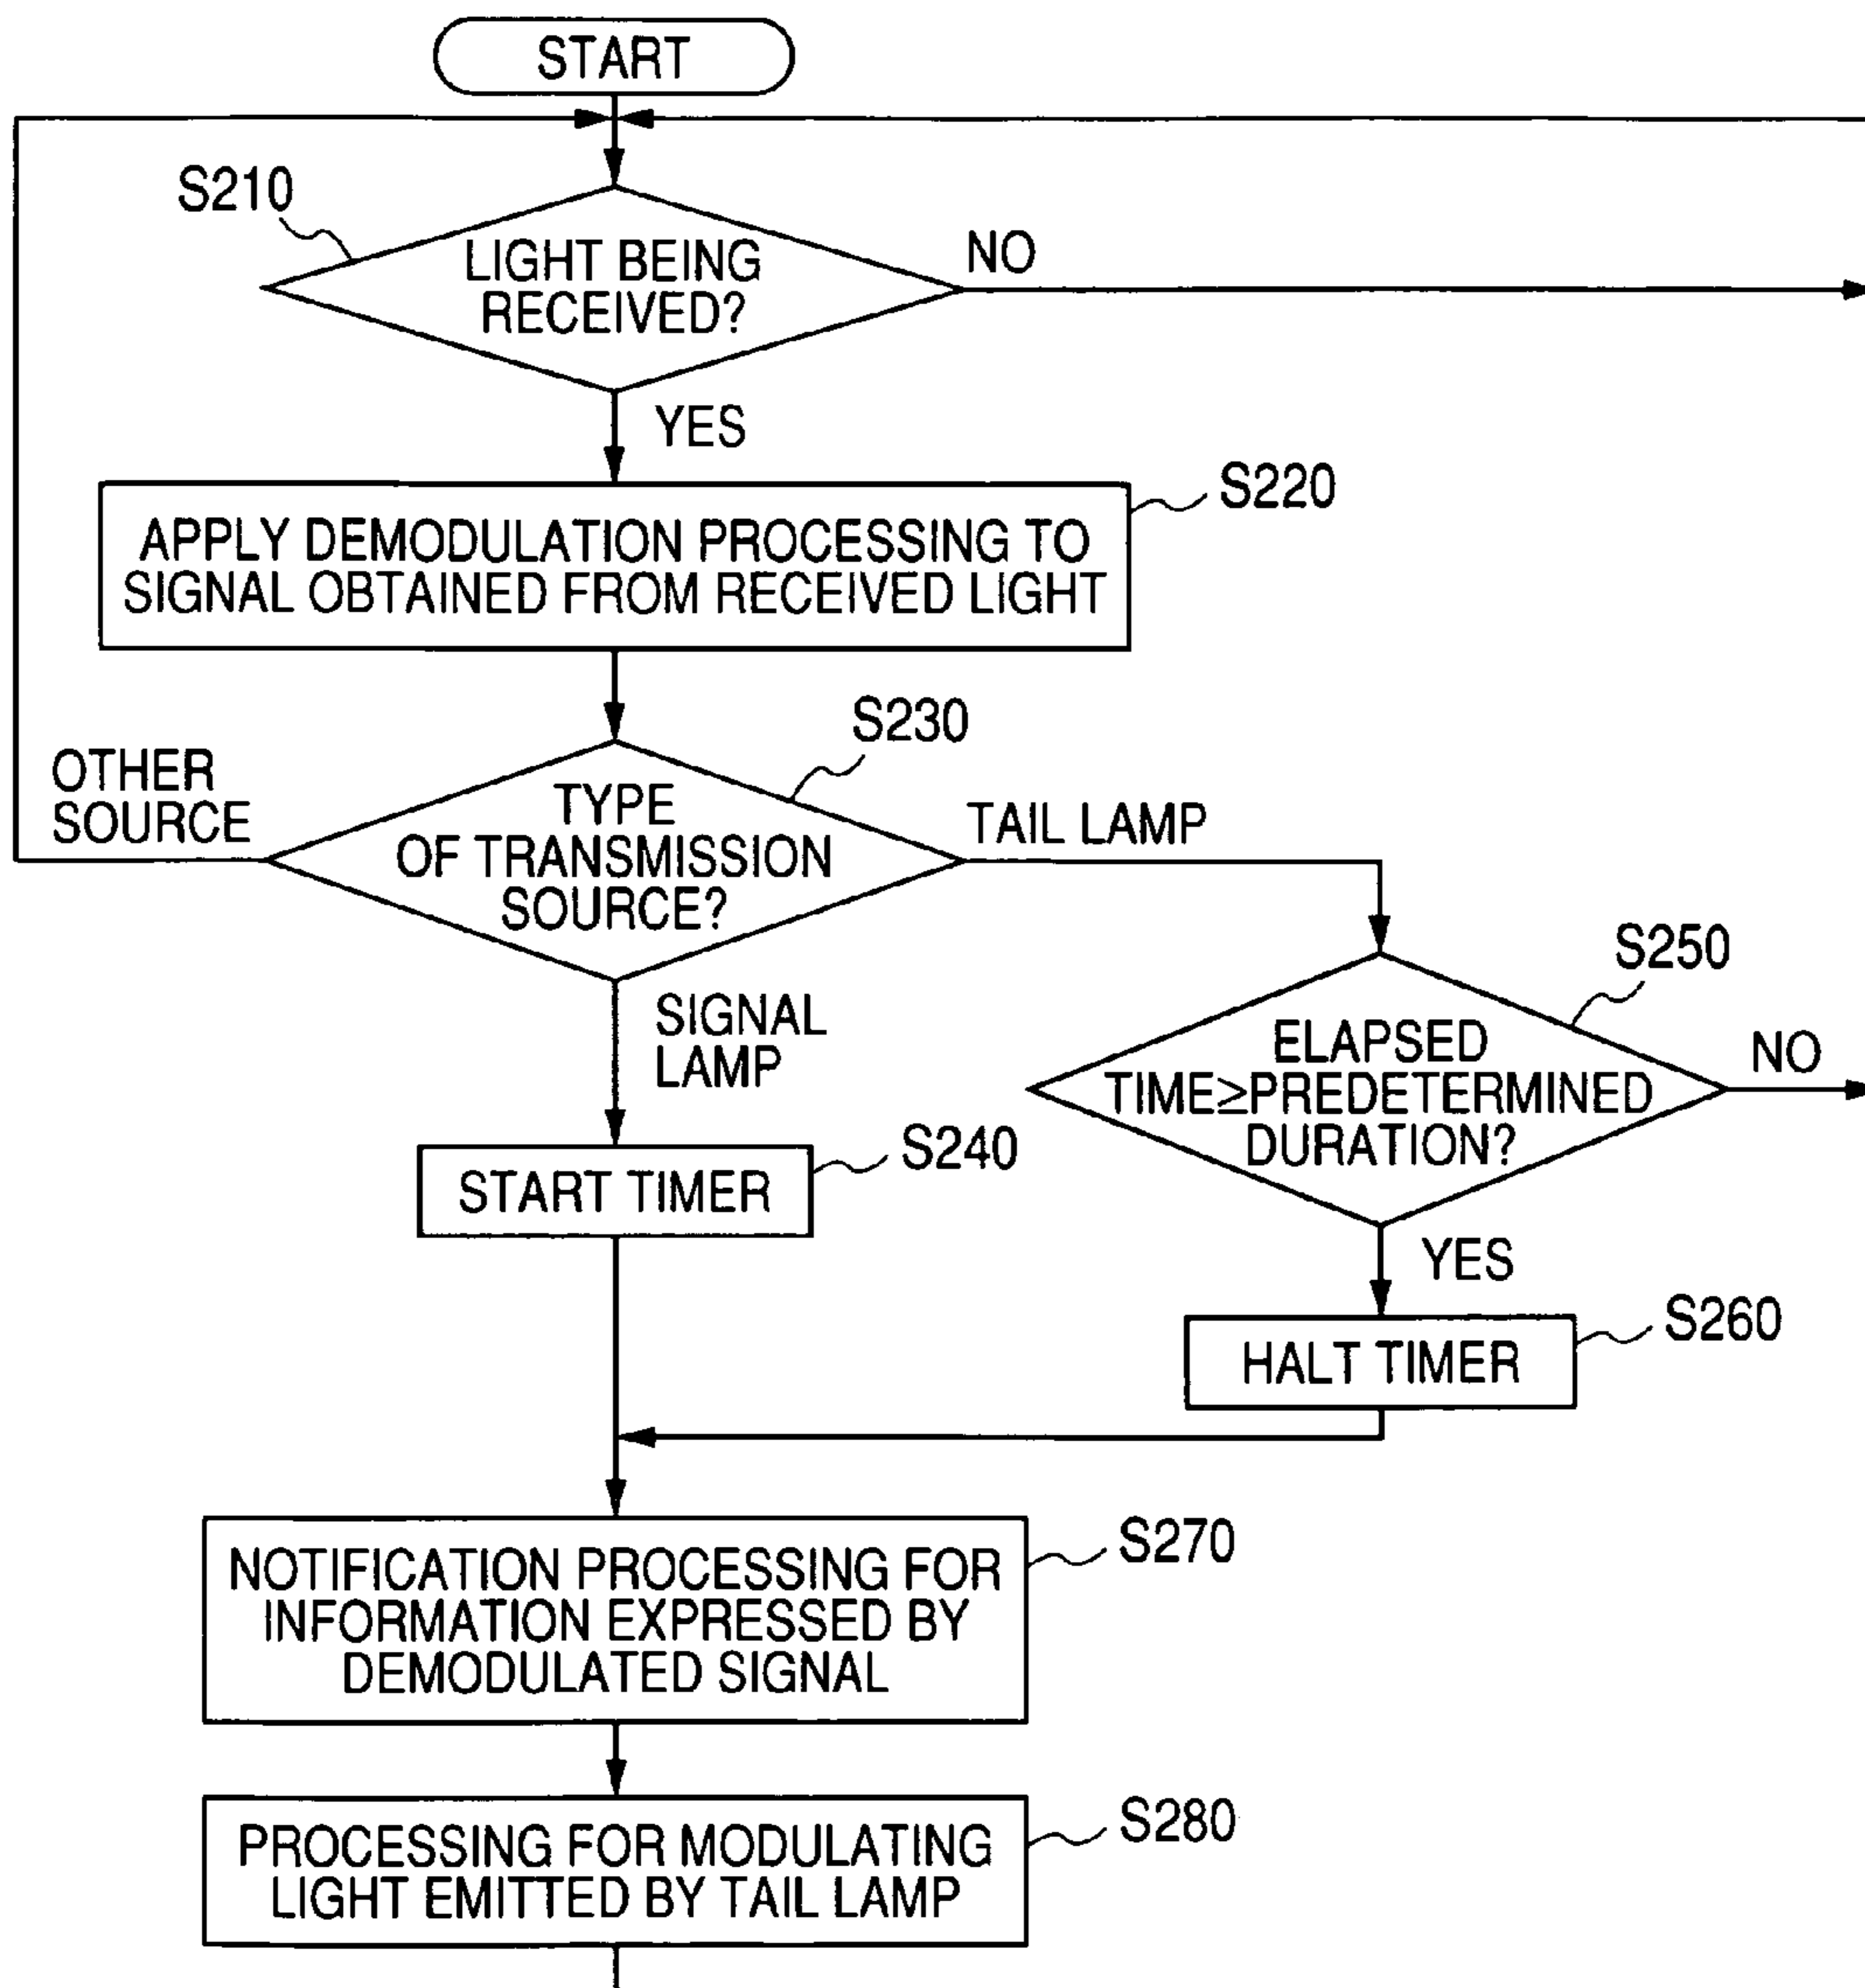 START
S210
LIGHT BEING
RECEIVED?
NO
YES
S220
APPLY DEMODULATION PROCESSING TO
SIGNAL OBTAINED FROM RECEIVED LIGHT
S230
OTHER
SOURCE
TYPE
OF TRANSMISSION
SOURCE?
TAIL LAMP
SIGNAL
LAMP
S250
ELAPSED
TIME≥PREDETERMINED
DURATION?
NO
S240
START TIMER
YES
S260
HALT TIMER
S270
NOTIFICATION PROCESSING FOR
INFORMATION EXPRESSED BY
DEMODULATED SIGNAL
S280
PROCESSING FOR MODULATING
LIGHT EMITTED BY TAIL LAMP